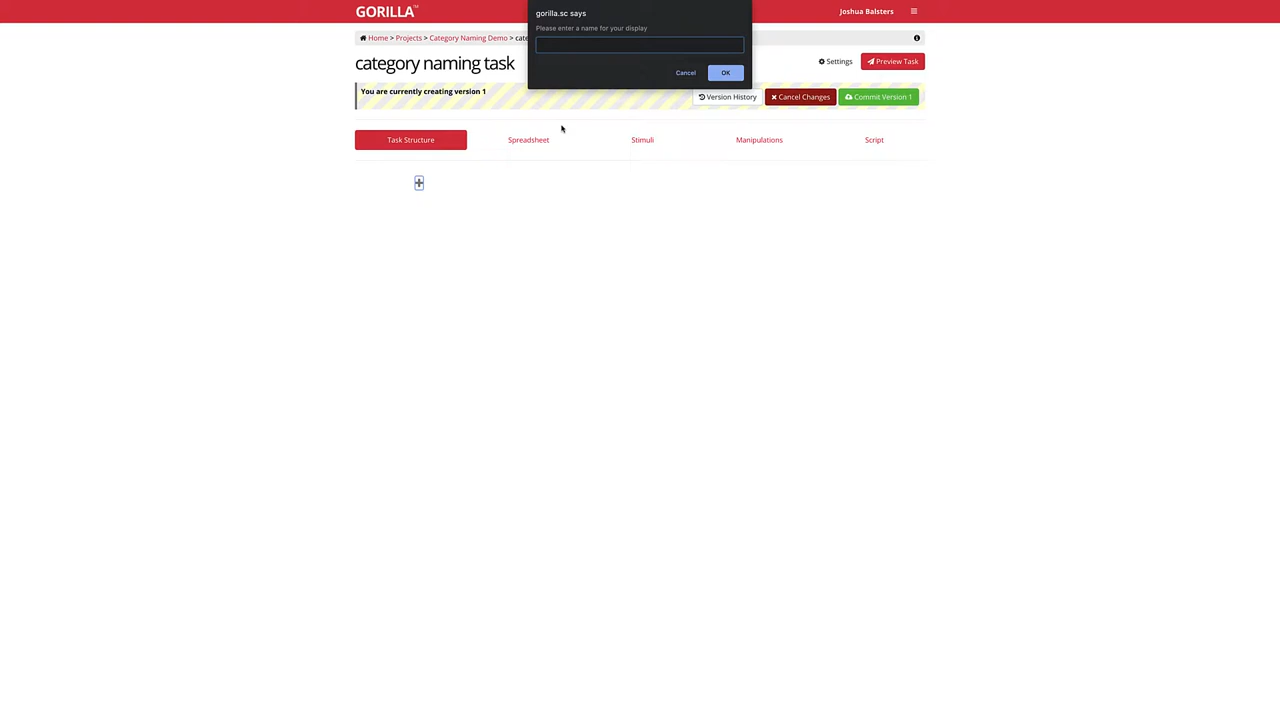 GORILLA™
Joshua Balsters
gorilla.sc says
Please enter a name for your display
Cancel
OK
Home > Projects > Category Naming Demo > cate
category naming task
Settings
Preview Task
You are currently creating version 1
Version History
Cancel Changes
Commit Version 1
Task Structure
Spreadsheet
Stimuli
Manipulations
Script